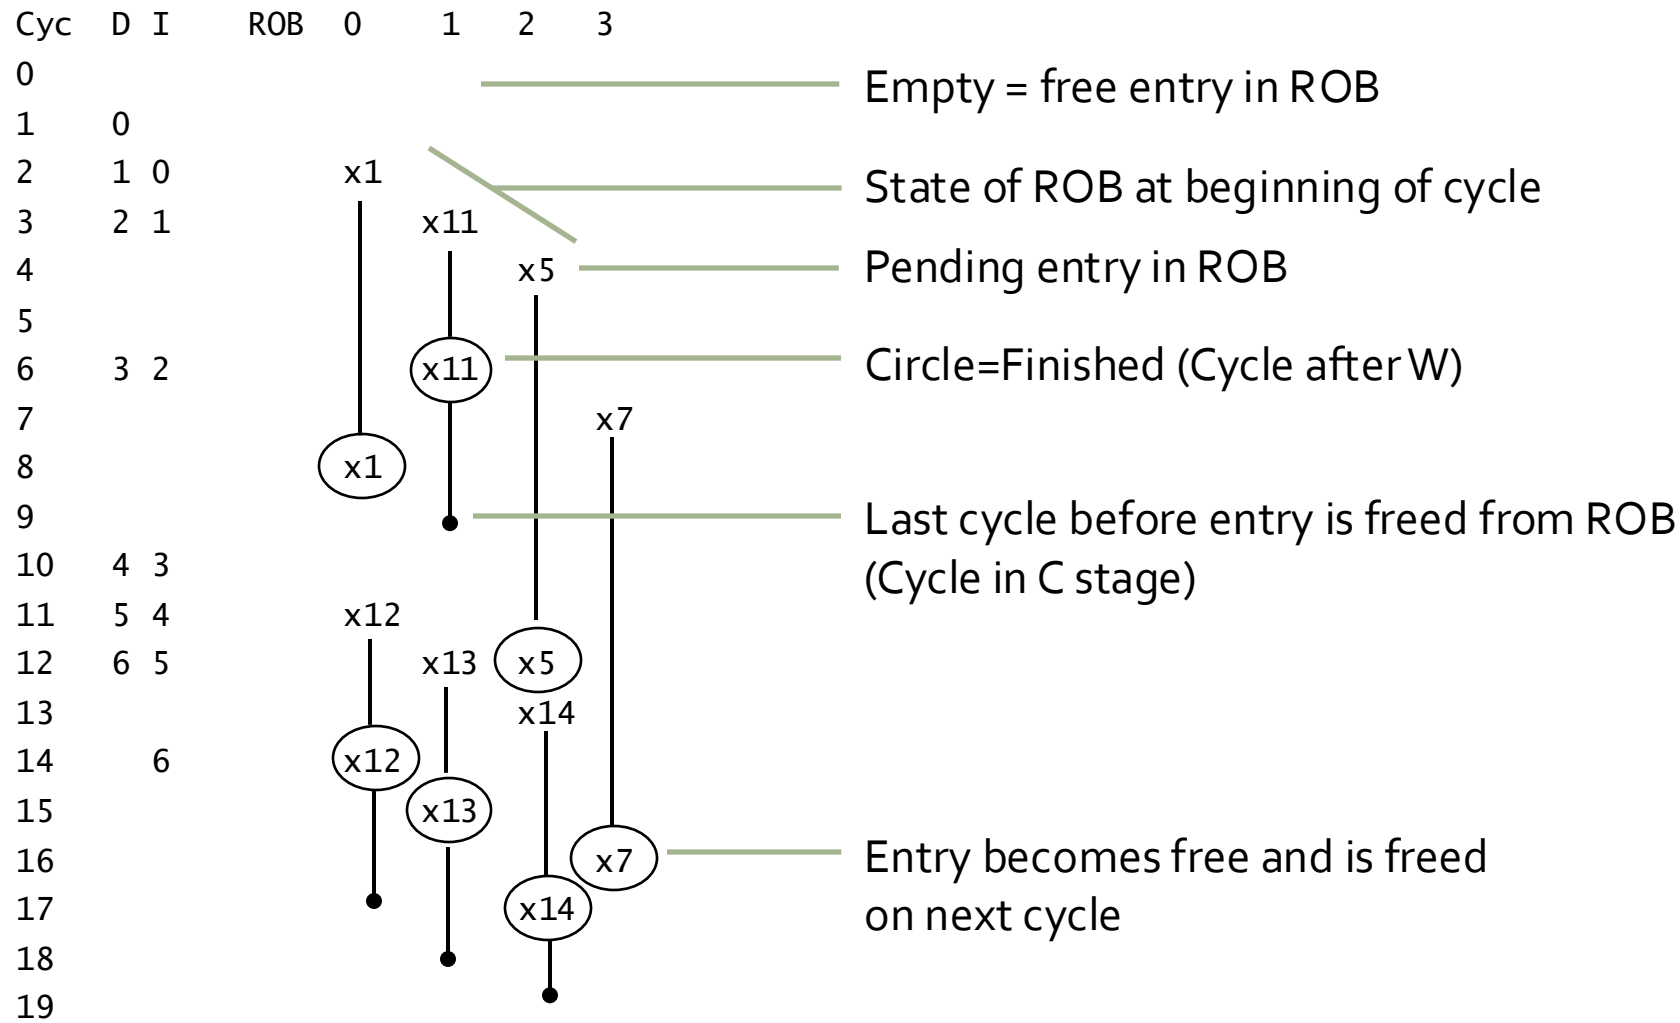 Cyc D I ROB 0 1 2 3
0
Empty = free entry in ROB
1 0
2 1 0 x1
State of ROB at beginning of cycle
3 2 1 x11
4 x5
Pending entry in ROB
5
6 3 2 x11
Circle=Finished (Cycle after W)
7 x7
8 x1
9
Last cycle before entry is freed from ROB
(Cycle in C stage)
10 4 3
11 5 4 x12
12 6 5 x13 x5
13 x14
14 6 x12
15 x13
16 x7
Entry becomes free and is freed
on next cycle
17 x14
18
19